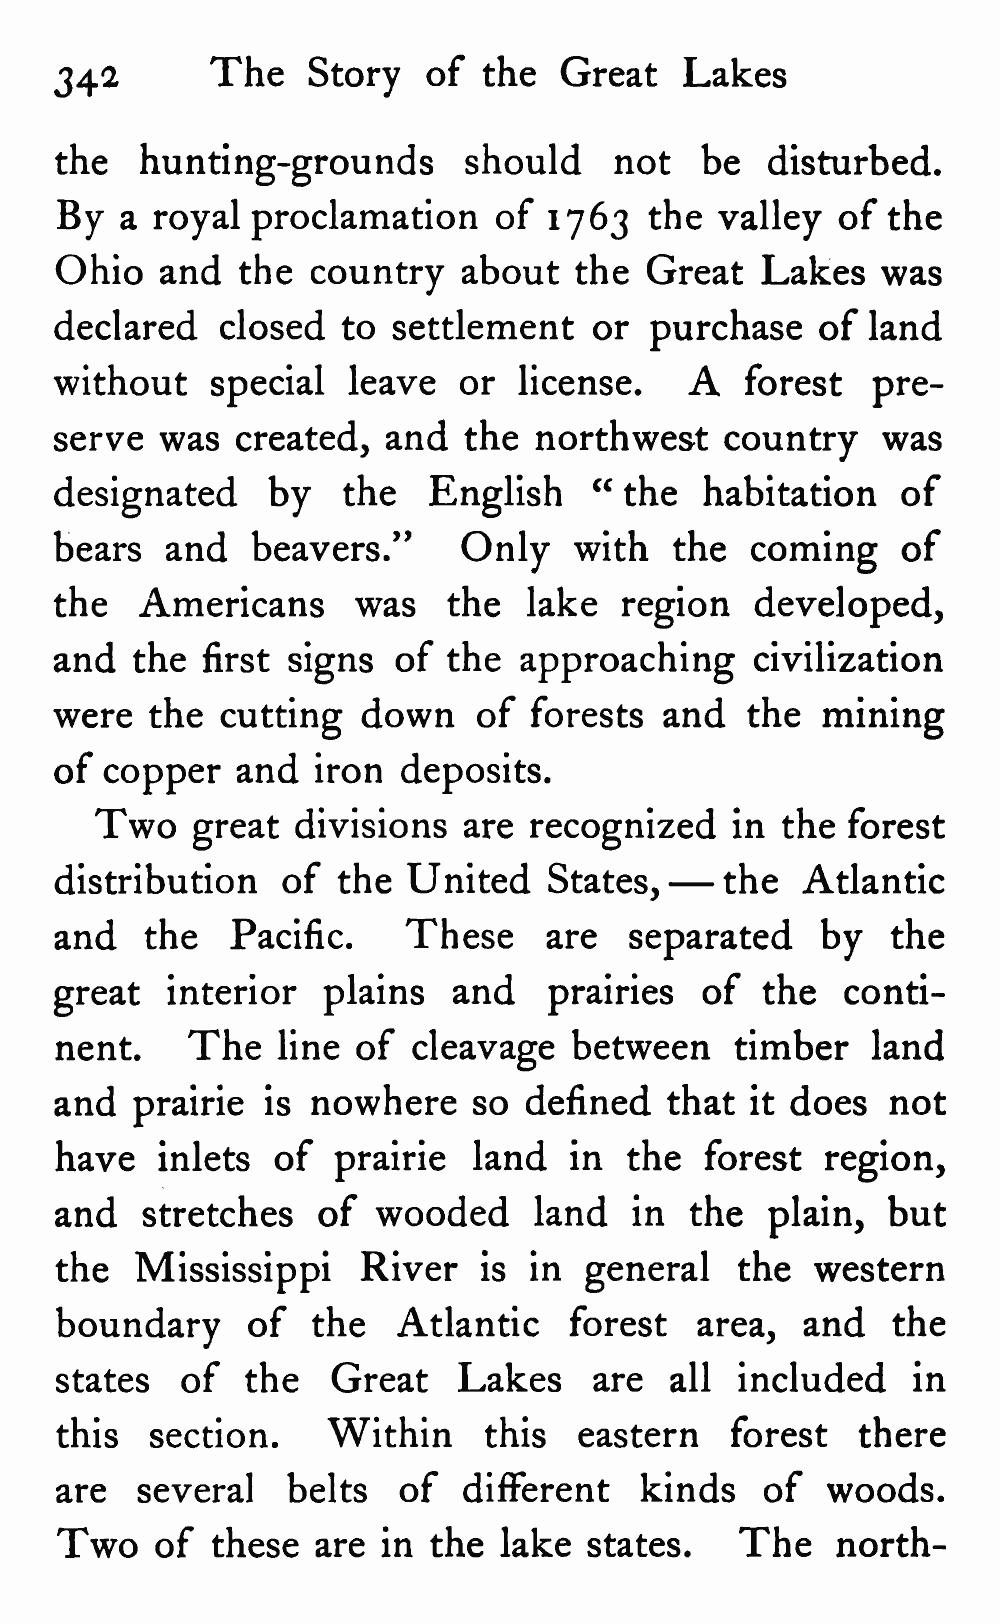 342 The Story of the Great Lakes
the hunting-grounds should not be disturbed.
By a royal proclamation of 1763 the valley of the
Ohio and the country about the Great Lakes was
declared closed to settlement or purchase of land
without special leave or license. A forest pre-
serve was created, and the northwest country was
designated by the English “ the habitation of
bears and beavers.” Only with the coming of
the Americans was the lake region developed,
and the first signs of the approaching civilization
were the cutting down of forests and the mining
of copper and iron deposits.
Two great divisions are recognized in the forest
distribution of the United States, — the Atlantic
and the Pacific. These are separated by the
great interior plains and prairies of the conti-
nent. The line of cleavage between timber land
and prairie is nowhere so defined that it does not
have inlets of prairie land in the forest region,
and stretches of wooded land in the plain, but
the Mississippi River is in general the western
boundary of the Atlantic forest area, and the
states of the Great Lakes are all included in
this section. Within this eastern forest there
are several belts of different kinds of woods.
Two of these are in the lake states. The north-